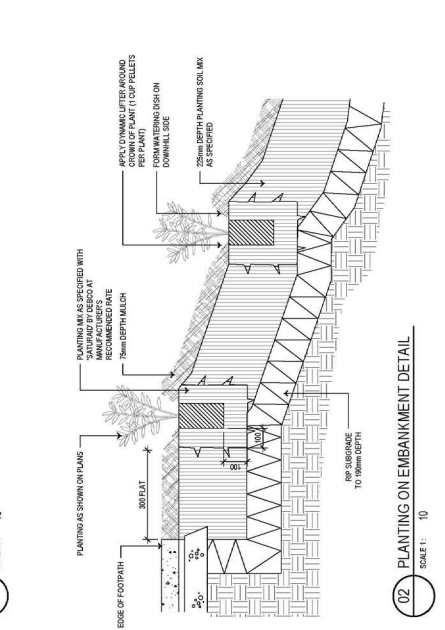 PLANTING AS SHOWN ON PLANS
PLANTING MIX AS SPECIFIED WITH
'SATURAID' BY DEBCO AT
MANUFACTURER'S
RECOMMENDED RATE
75mm DEPTH MULCH
APPLY DYNAMIC LIFTER AROUND
CROWN OF PLANT (1 CUP PELLETS
PER PLANT)
FORM WATERING DISH ON
DOWNHILL SIDE
225mm DEPTH PLANTING SOIL MIX
AS SPECIFIED
EDGE OF FOOTPATH
300 FLAT
100
100
RIP SUBGRADE
TO 190mm DEPTH
02 PLANTING ON EMBANKMENT DETAIL
SCALE 1: 10